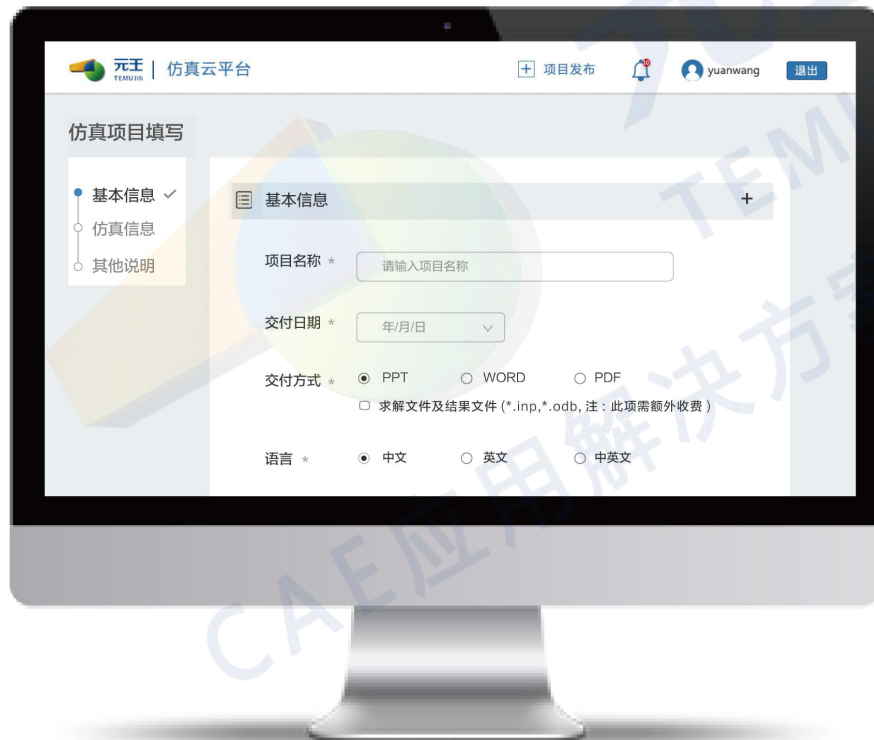 元王 TEMUJIN | 仿真云平台 项目发布 10 yuanwang 退出
仿真项目填写
基本信息
仿真信息
其他说明
基本信息 +
项目名称 * 请输入项目名称
交付日期 * 年/月/日
交付方式 * PPT WORD PDF
求解文件及结果文件 (*.inp,*.odb, 注：此项需额外收费 )
语言 * 中文 英文 中英文
TEMU
CAE应用解决方案